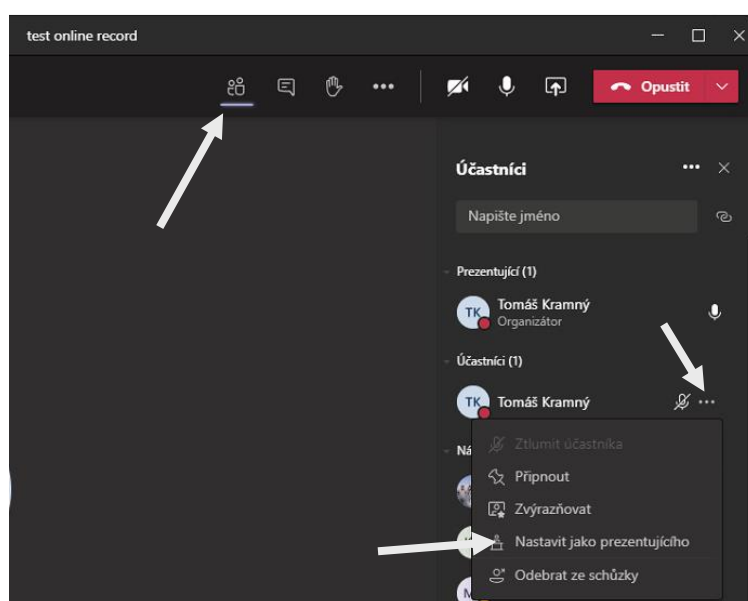 test online record
Opustit
Účastníci
Napište jméno
Prezentující (1)
TK
Tomáš Kramný
Organizátor
Účastníci (1)
TK
Tomáš Kramný
Ná
Ztlumit účastníka
Připnout
Zvýrazňovat
Nastavit jako prezentujícího
Odebrat ze schůzky